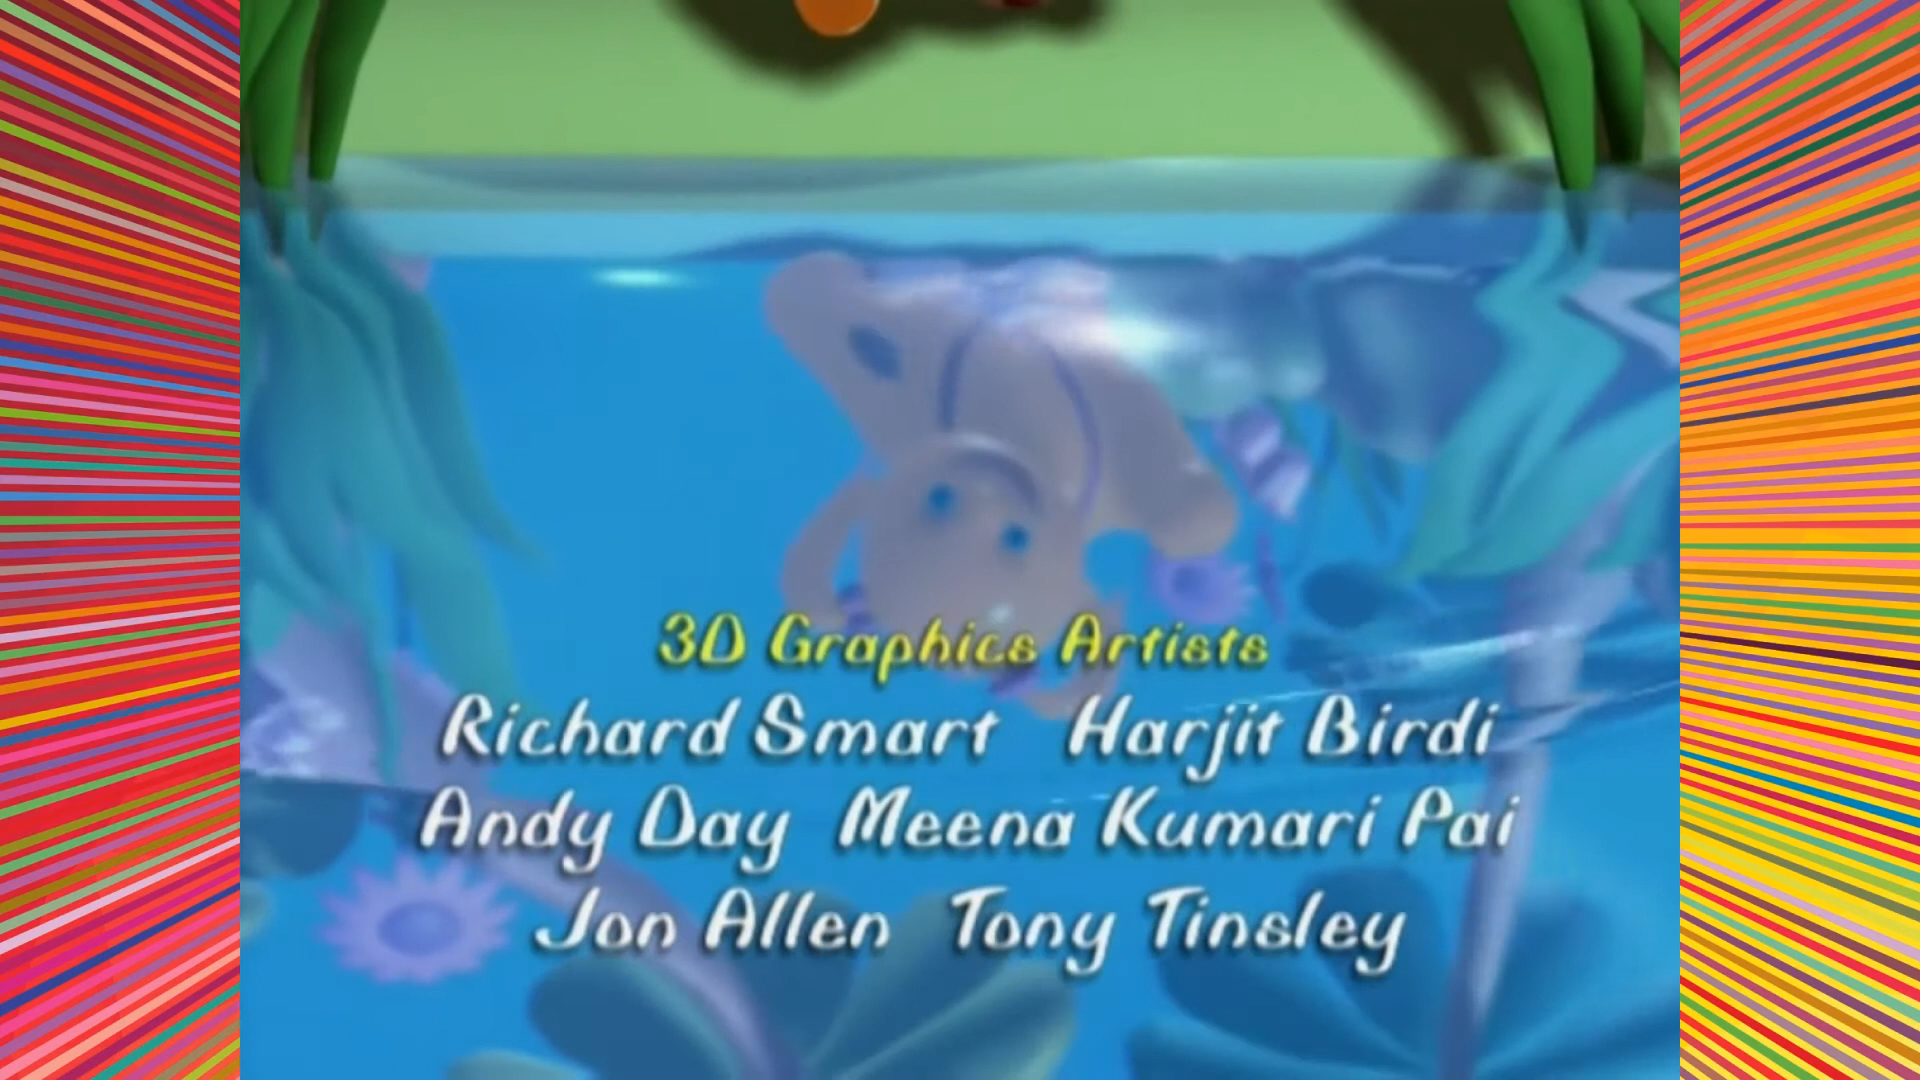 3D Graphics Artists
Richard Smart Harjit Birdi
Andy Day Meena Kumari Pai
Jon Allen Tony Tinsley